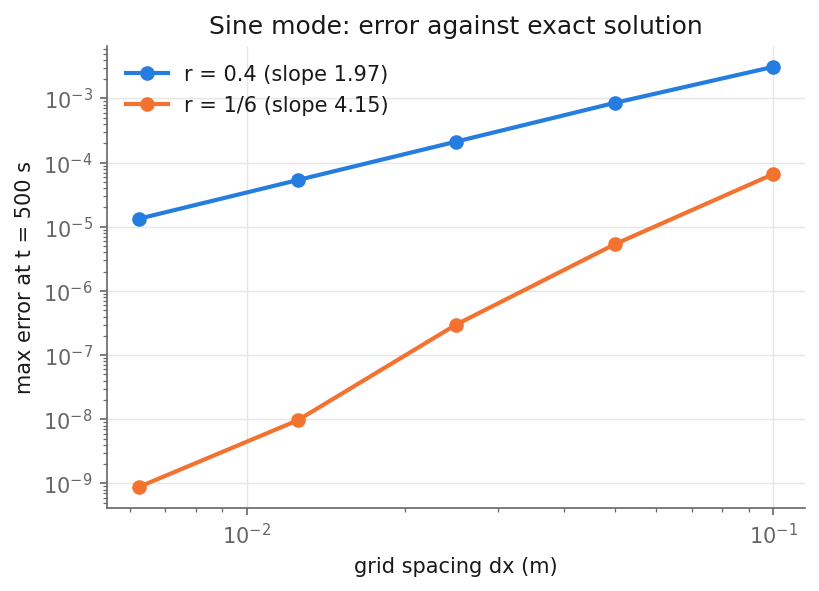 Sine mode: error against exact solution
r = 0.4 (slope 1.97)
r = 1/6 (slope 4.15)
max error at t = 500 s
10⁻³
10⁻⁴
10⁻⁵
10⁻⁶
10⁻⁷
10⁻⁸
10⁻⁹
10⁻²
10⁻¹
grid spacing dx (m)